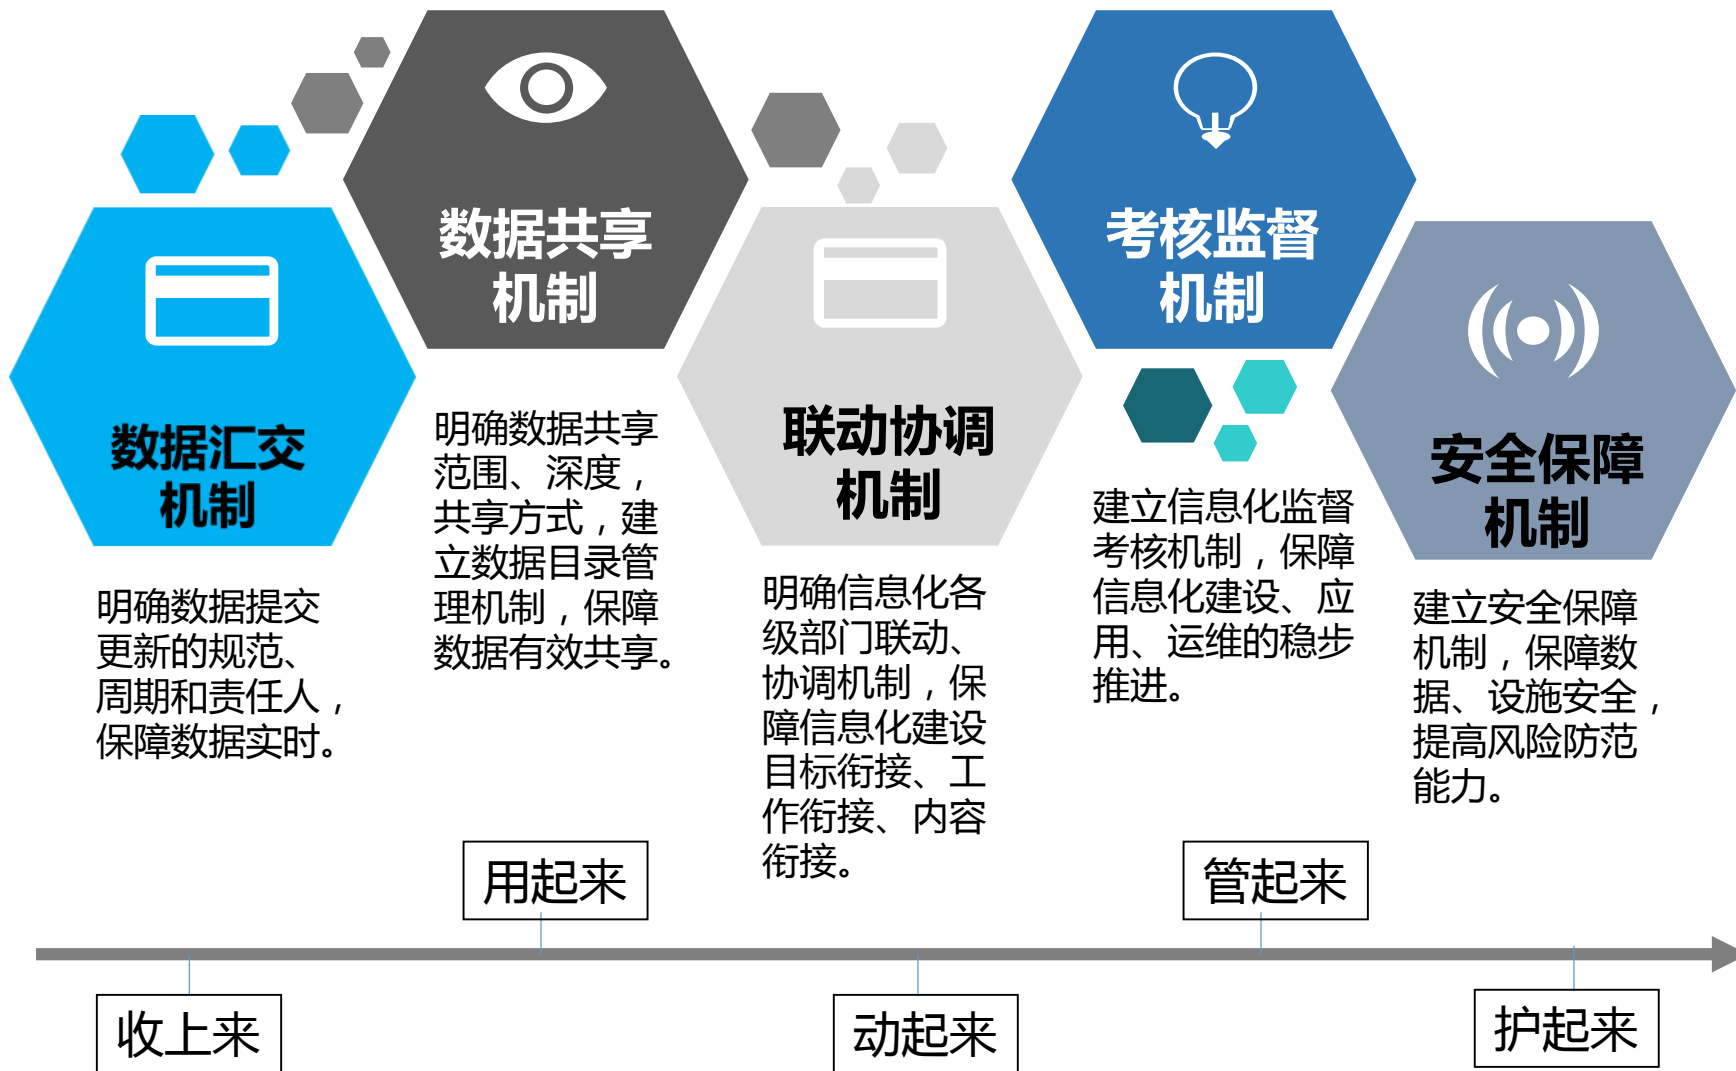 数据汇交
机制
明确数据提交
更新的规范、
周期和责任人，
保障数据实时。
数据共享
机制
明确数据共享
范围、深度，
共享方式，建
立数据目录管
理机制，保障
数据有效共享。
联动协调
机制
明确信息化各
级部门联动、
协调机制，保
障信息化建设
目标衔接、工
作衔接、内容
衔接。
考核监督
机制
建立信息化监督
考核机制，保障
信息化建设、应
用、运维的稳步
推进。
安全保障
机制
建立安全保障
机制，保障数
据、设施安全，
提高风险防范
能力。
收上来
用起来
动起来
管起来
护起来